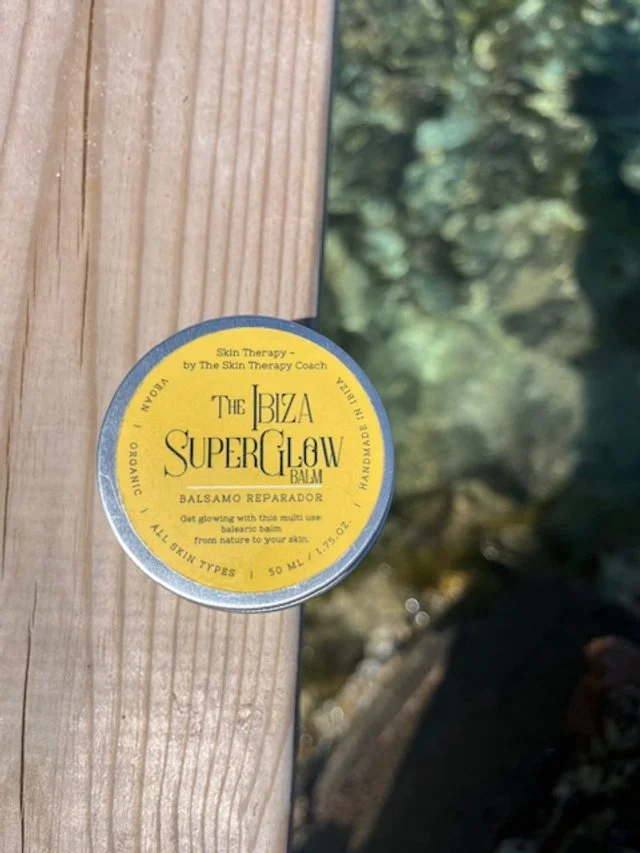 Skin Therapy -
by The Skin Therapy Coach
THE IBIZA
SUPERGLOW
BALM
BALSAMO REPARADOR
Get glowing with this multi use
balearic balm
from nature to your skin.
VEGAN | ORGANIC | ALL SKIN TYPES | 50 ML / 1.75.OZ. | HANDMADE IN IBIZA